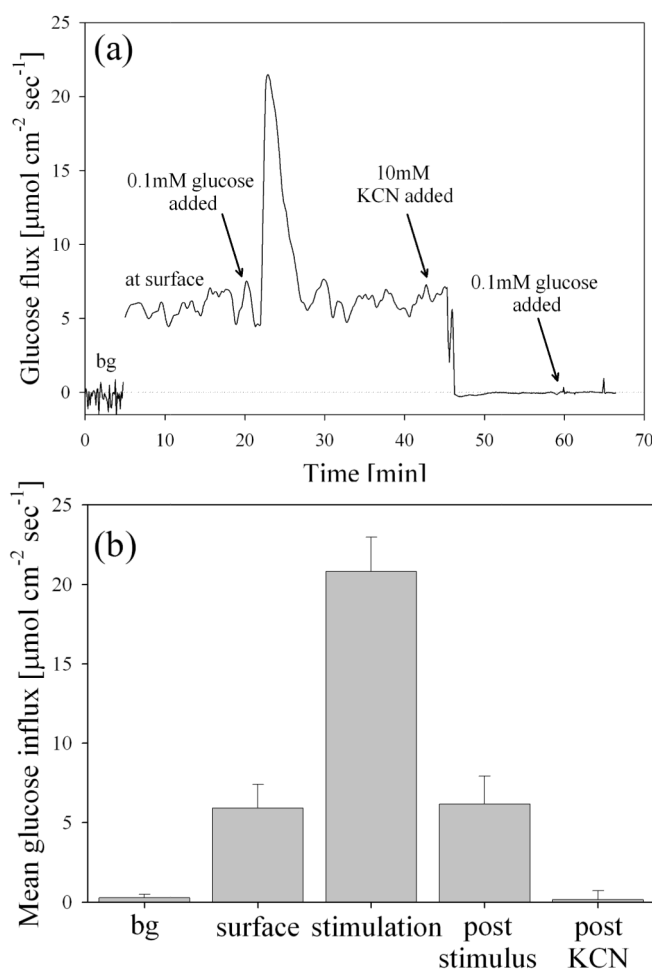 (a)
Glucose flux [µmol cm⁻² sec⁻¹]
25
20
15
10
5
0
0.1mM glucose
added
10mM
KCN added
0.1mM glucose
added
at surface
bg
0 10 20 30 40 50 60 70
Time [min]
(b)
Mean glucose influx [µmol cm⁻² sec⁻¹]
25
20
15
10
5
0
bg surface stimulation post post
stimulus KCN